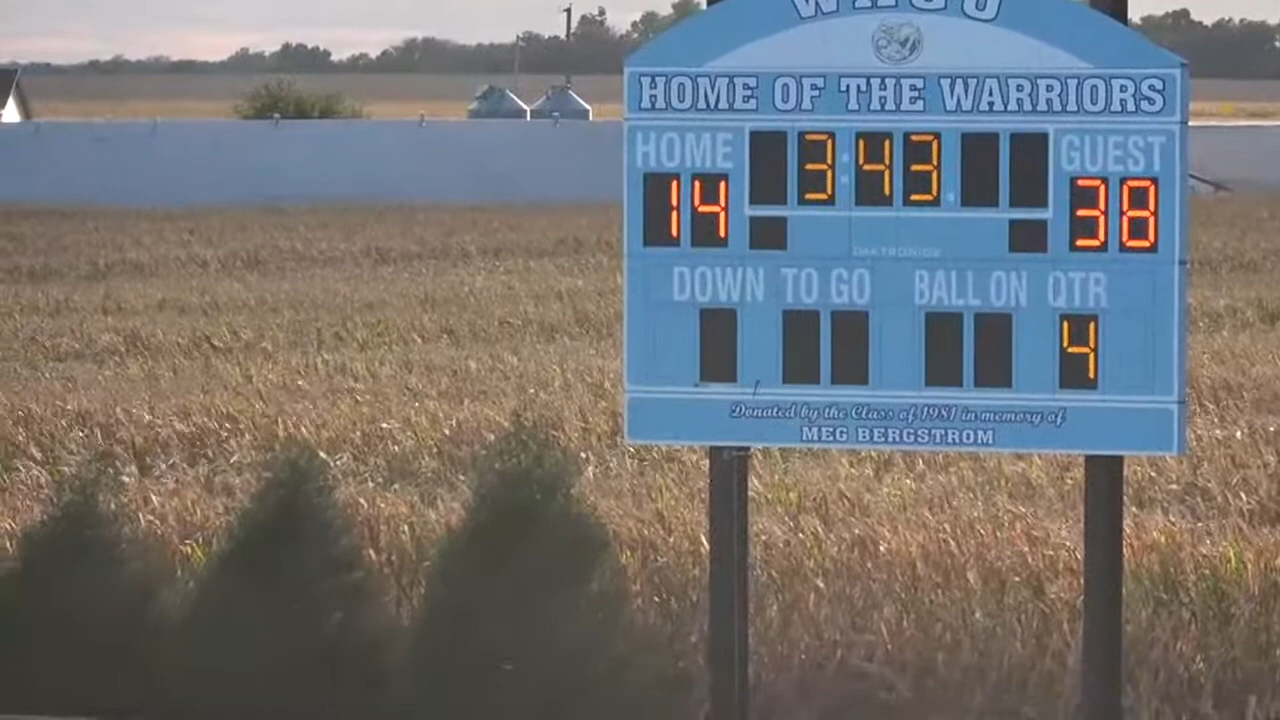 HOME OF THE WARRIORS
HOME 3:43 GUEST
14 38
DAKTRONICS
DOWN TO GO BALL ON QTR
4
Donated by the Class of 1981 in memory of
MEG BERGSTROM